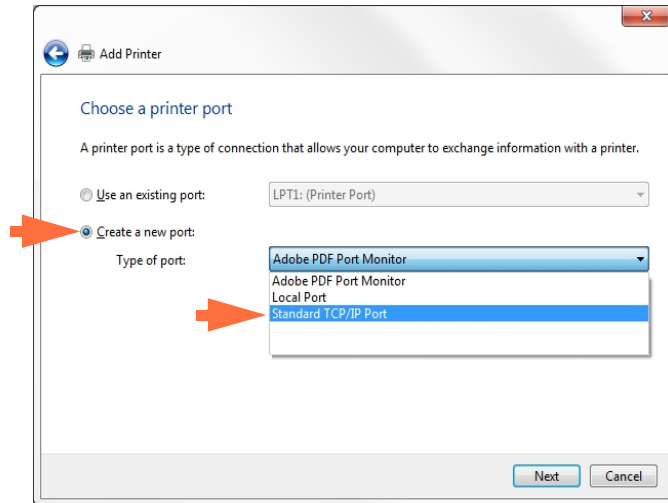 Add Printer
Choose a printer port
A printer port is a type of connection that allows your computer to exchange information with a printer.
Use an existing port: LPT1: (Printer Port)
Create a new port:
Type of port: Adobe PDF Port Monitor
Adobe PDF Port Monitor
Local Port
Standard TCP/IP Port
Next Cancel